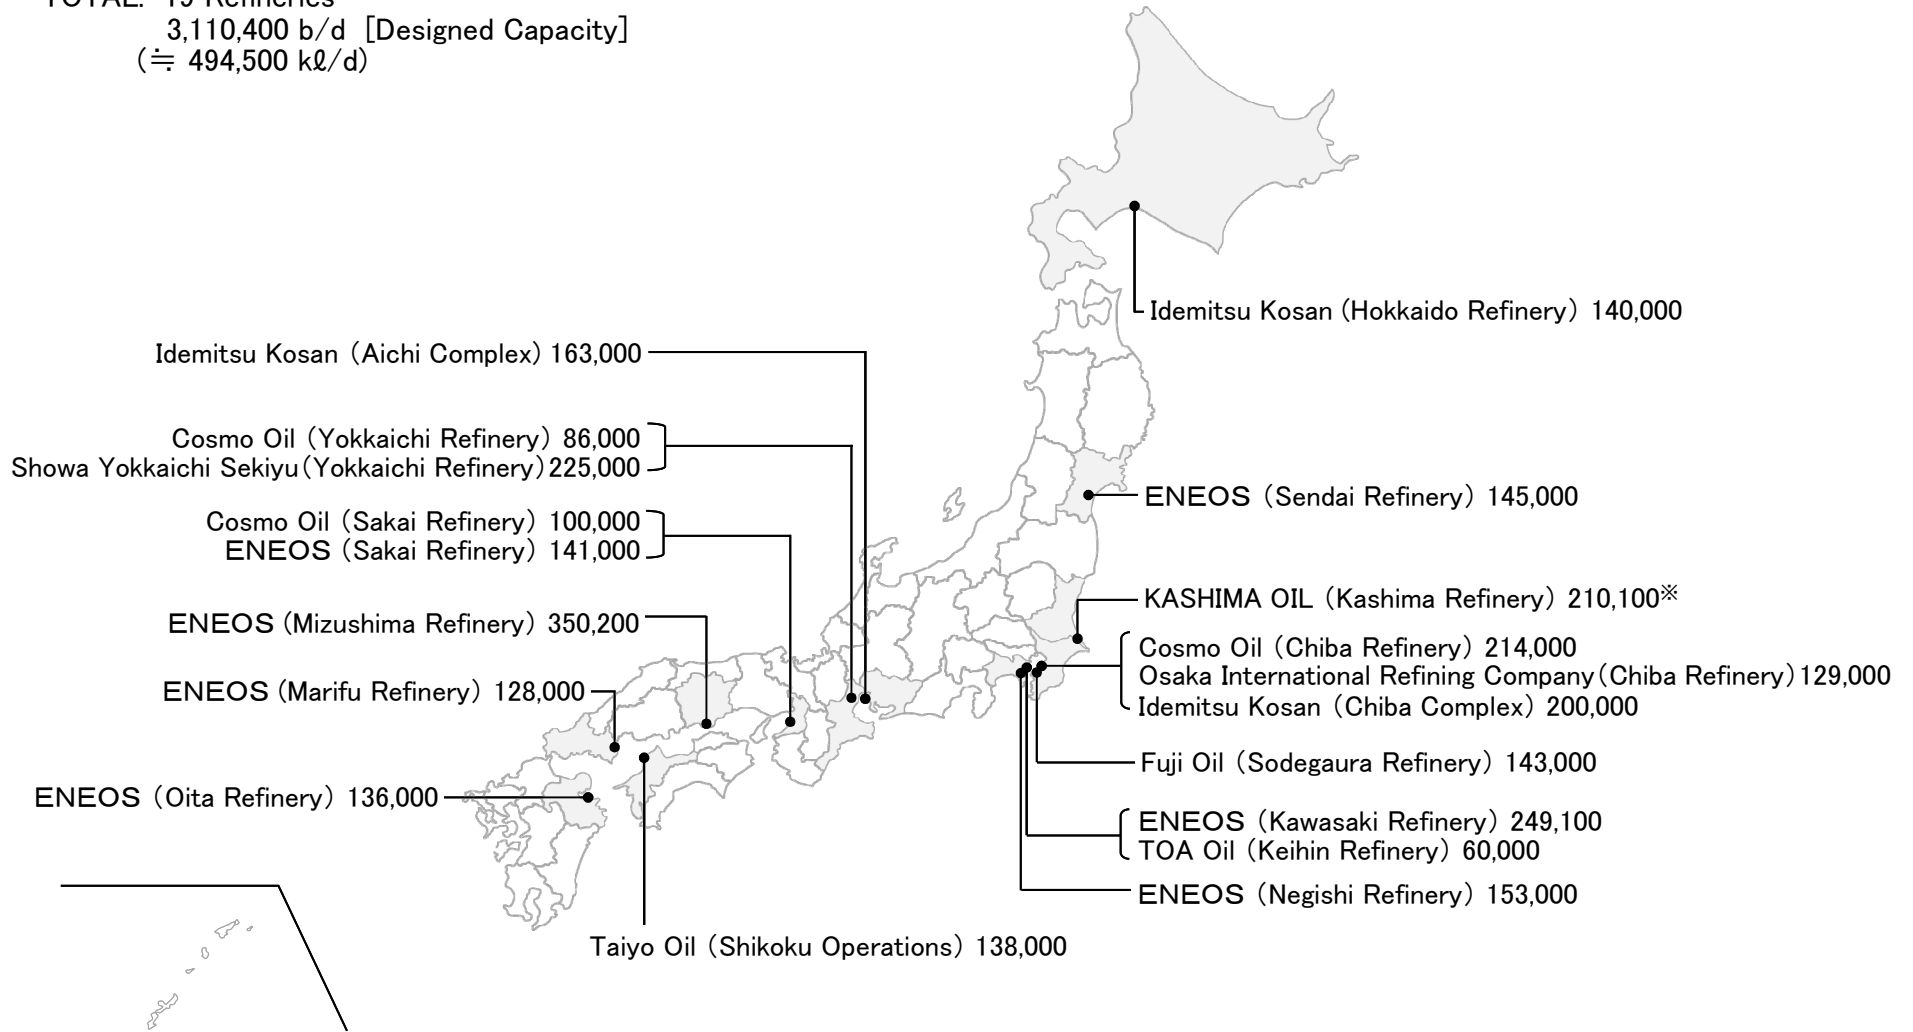 TOTAL: 19 Refineries
3,110,400 b/d [Designed Capacity]
(≒ 494,500 kℓ/d)
Idemitsu Kosan (Hokkaido Refinery) 140,000
Idemitsu Kosan (Aichi Complex) 163,000
Cosmo Oil (Yokkaichi Refinery) 86,000
Showa Yokkaichi Sekiyu(Yokkaichi Refinery)225,000
Cosmo Oil (Sakai Refinery) 100,000
ENEOS (Sakai Refinery) 141,000
ENEOS (Mizushima Refinery) 350,200
ENEOS (Marifu Refinery) 128,000
ENEOS (Oita Refinery) 136,000
Taiyo Oil (Shikoku Operations) 138,000
ENEOS (Sendai Refinery) 145,000
KASHIMA OIL (Kashima Refinery) 210,100※
Cosmo Oil (Chiba Refinery) 214,000
Osaka International Refining Company(Chiba Refinery)129,000
Idemitsu Kosan (Chiba Complex) 200,000
Fuji Oil (Sodegaura Refinery) 143,000
ENEOS (Kawasaki Refinery) 249,100
TOA Oil (Keihin Refinery) 60,000
ENEOS (Negishi Refinery) 153,000